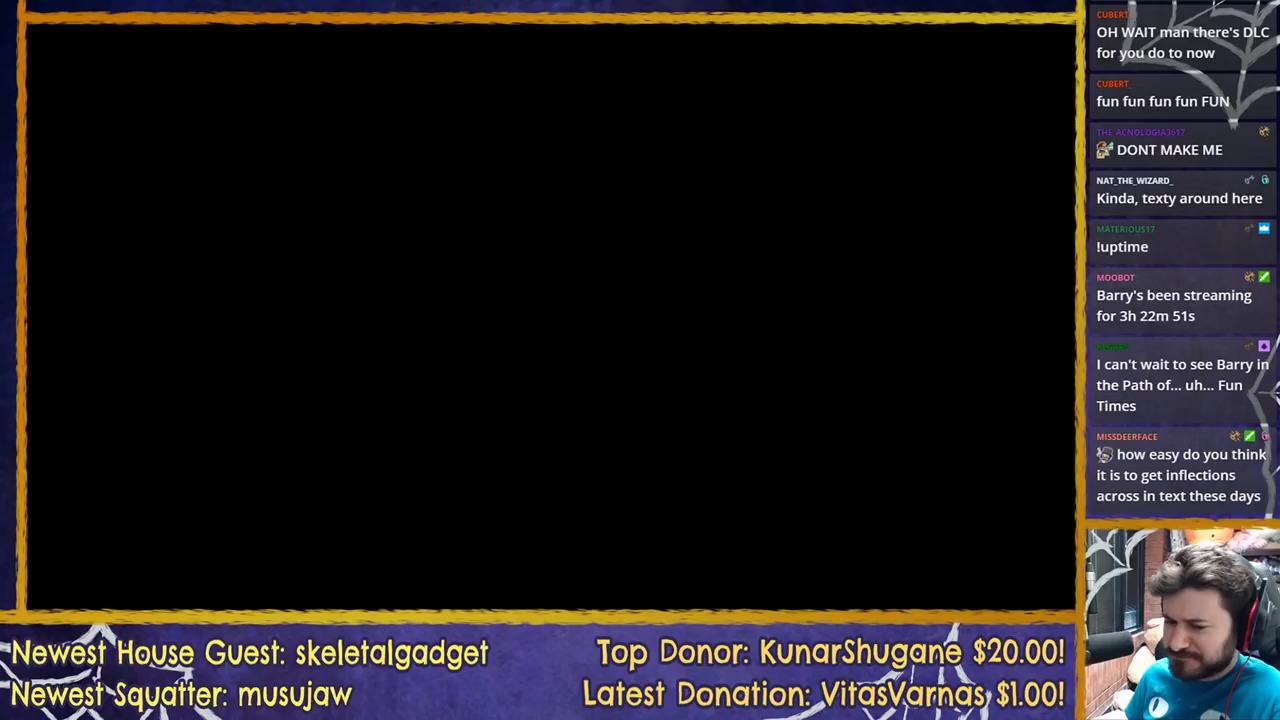 CUBERT
OH WAIT man there's DLC
for you do to now
CUBERT
fun fun fun fun FUN
THE ACNOLOGIA3617
DONT MAKE ME
NAT_THE_WIZARD_
Kinda, texty around here
MATERIOUS17
!uptime
MOOBOT
Barry's been streaming
for 3h 22m 51s
I can't wait to see Barry in
the Path of... uh... Fun
Times
MISSDEERFACE
how easy do you think
it is to get inflections
across in text these days
Newest House Guest: skeletalgadget
Newest Squatter: musujaw
Top Donor: KunarShugane $20.00!
Latest Donation: VitasVarnas $1.00!